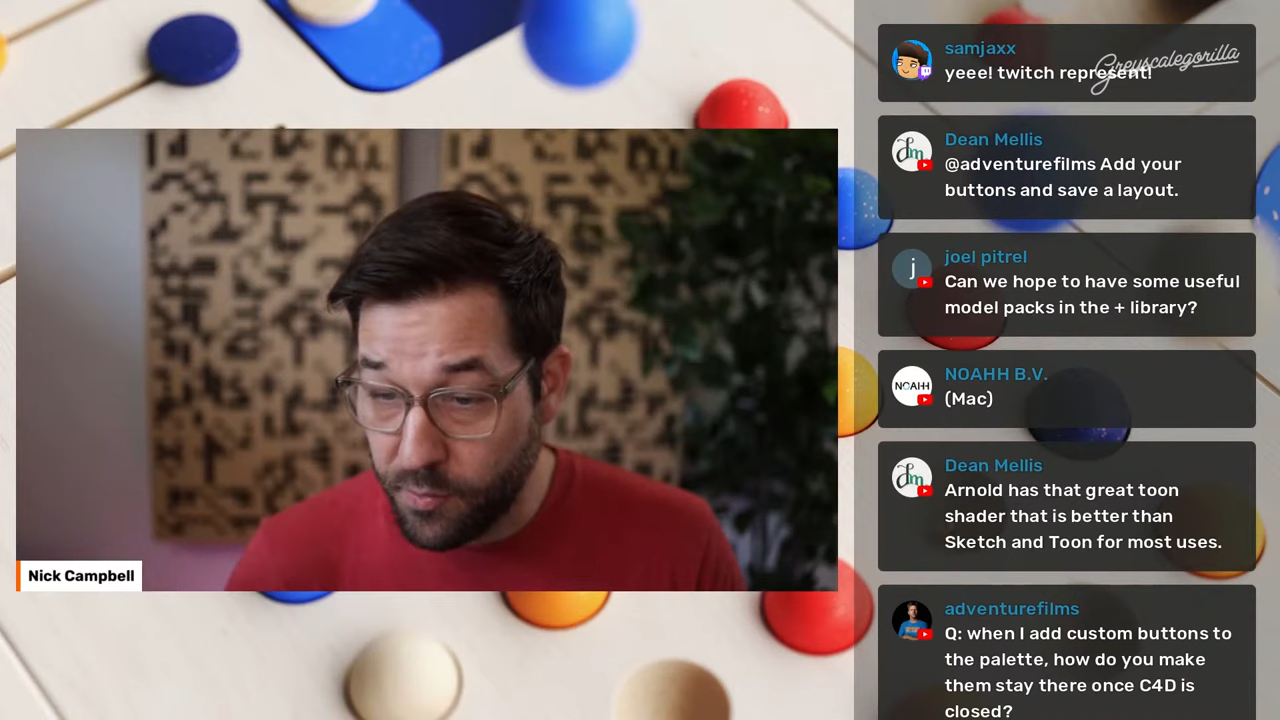 Nick Campbell
samjaxx
yeee! twitch represent!
Greyscalegorilla
Dean Mellis
@adventurefilms Add your
buttons and save a layout.
j
joel pitrel
Can we hope to have some useful
model packs in the + library?
NOAHH
NOAHH B.V.
(Mac)
dm
Dean Mellis
Arnold has that great toon
shader that is better than
Sketch and Toon for most uses.
adventurefilms
Q: when I add custom buttons to
the palette, how do you make
them stay there once C4D is
closed?